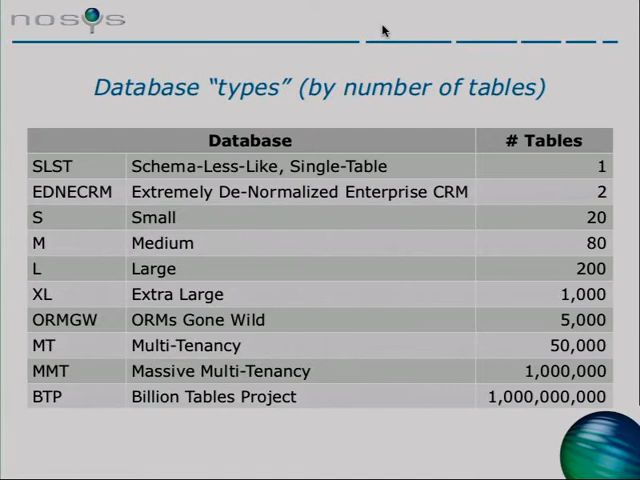 nosys
Database “types” (by number of tables)
Database # Tables
SLST Schema-Less-Like, Single-Table 1
EDNECRM Extremely De-Normalized Enterprise CRM 2
S Small 20
M Medium 80
L Large 200
XL Extra Large 1,000
ORMGW ORMs Gone Wild 5,000
MT Multi-Tenancy 50,000
MMT Massive Multi-Tenancy 1,000,000
BTP Billion Tables Project 1,000,000,000